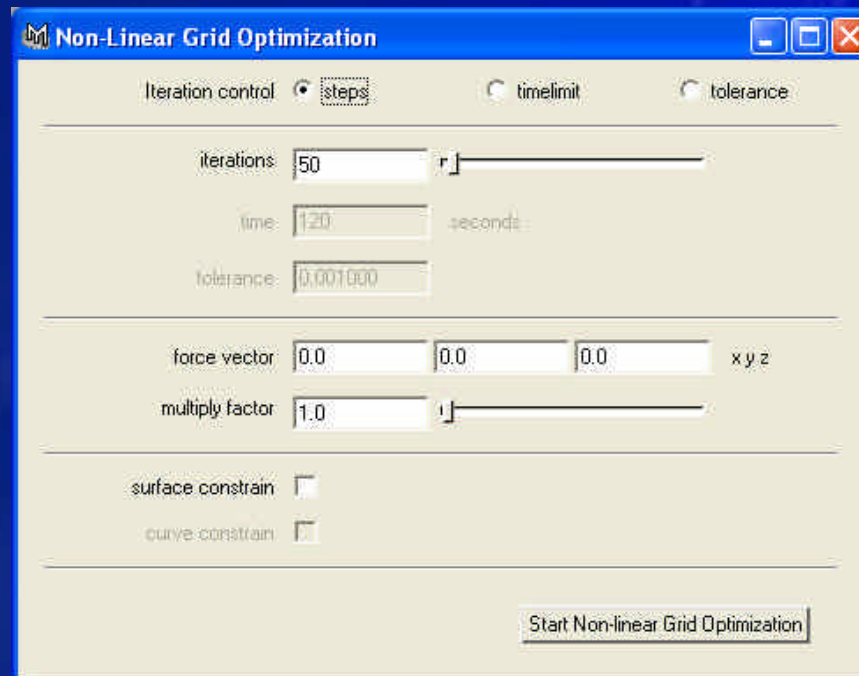 Non-Linear Grid Optimization
Iteration control steps timelimit tolerance
iterations 50
time 120 seconds
tolerance 0.001000
force vector 0.0 0.0 0.0 x y z
multiply factor 1.0
surface constrain
curve constrain
Start Non-linear Grid Optimization